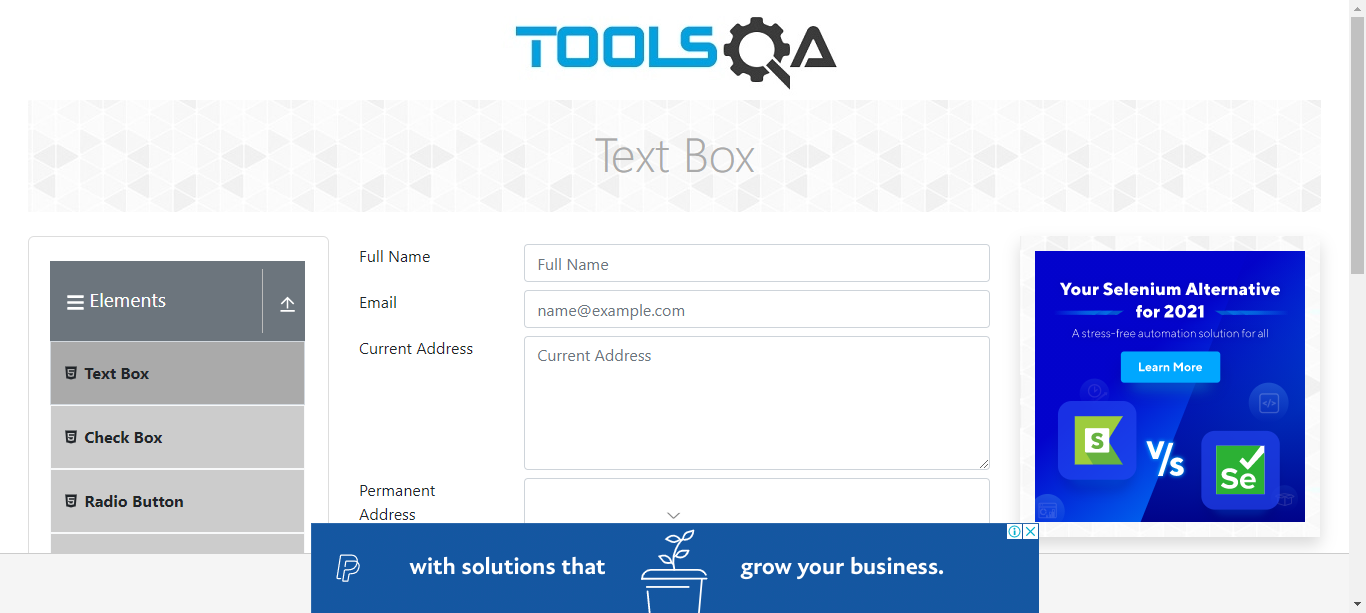 TOOLSQA
Text Box
Elements
Text Box
Check Box
Radio Button
Full Name
Full Name
Email
name@example.com
Current Address
Current Address
Permanent
Address
Your Selenium Alternative
for 2021
A stress-free automation solution for all
Learn More
S
V/s
Se
</>
with solutions that
grow your business.